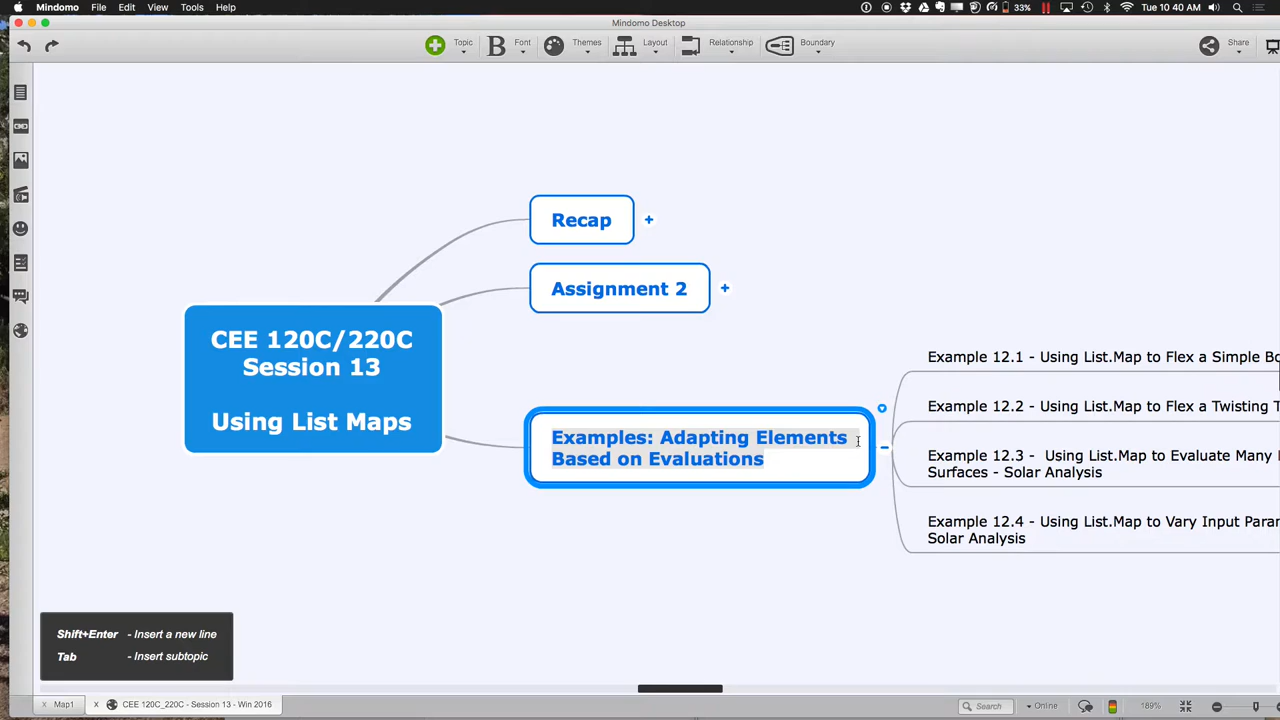 Mindomo File Edit View Tools Help 33% Tue 10 40 AM
Mindomo Desktop
Topic Font Themes Layout Relationship Boundary Share
Recap
Assignment 2
CEE 120C/220C
Session 13
Using List Maps
Examples: Adapting Elements
Based on Evaluations
Example 12.1 - Using List.Map to Flex a Simple Bo
Example 12.2 - Using List.Map to Flex a Twisting T
Example 12.3 - Using List.Map to Evaluate Many
Surfaces - Solar Analysis
Example 12.4 - Using List.Map to Vary Input Para
Solar Analysis
Shift+Enter - Insert a new line
Tab - Insert subtopic
x Map1 x CEE 120C_220C - Session 13 - Win 2016 Search Online 189%